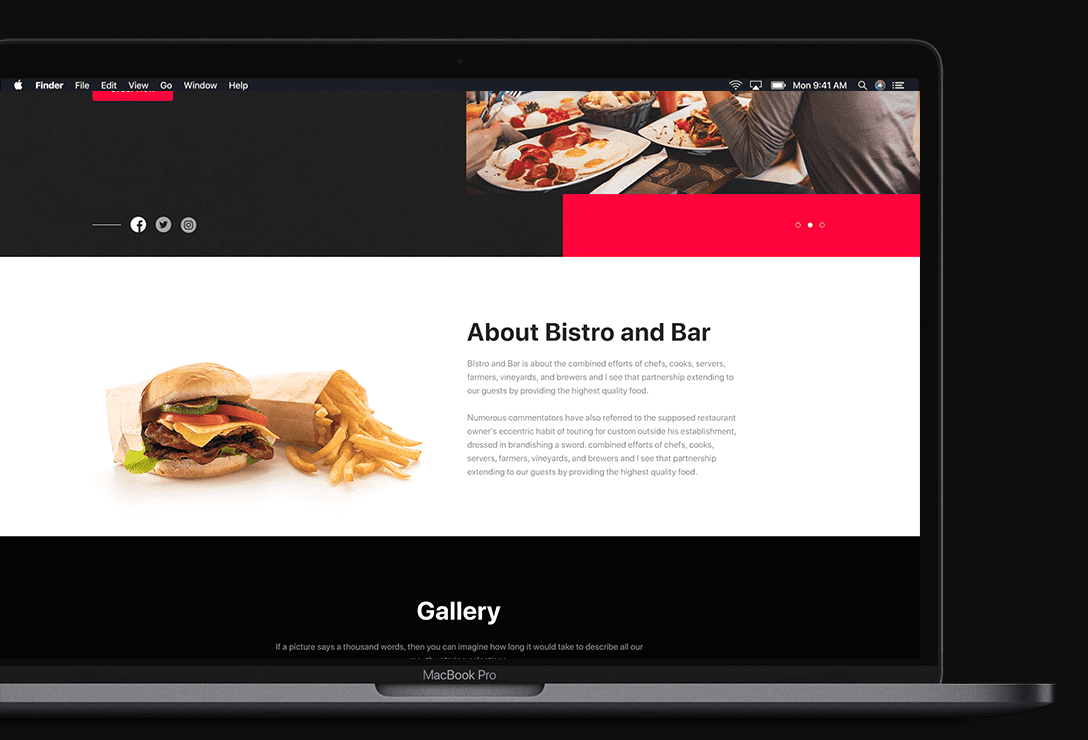 Finder File Edit View Go Window Help Mon 9:41 AM
About Bistro and Bar
Bistro and Bar is about the combined efforts of chefs, cooks, servers,
farmers, vineyards, and brewers and I see that partnership extending to
our guests by providing the highest quality food.
Numerous commentators have also referred to the supposed restaurant
owner's eccentric habit of touting for custom outside his establishment,
dressed in brandishing a sword. combined efforts of chefs, cooks,
servers, farmers, vineyards, and brewers and I see that partnership
extending to our guests by providing the highest quality food.
Gallery
If a picture says a thousand words, then you can imagine how long it would take to describe all our
MacBook Pro